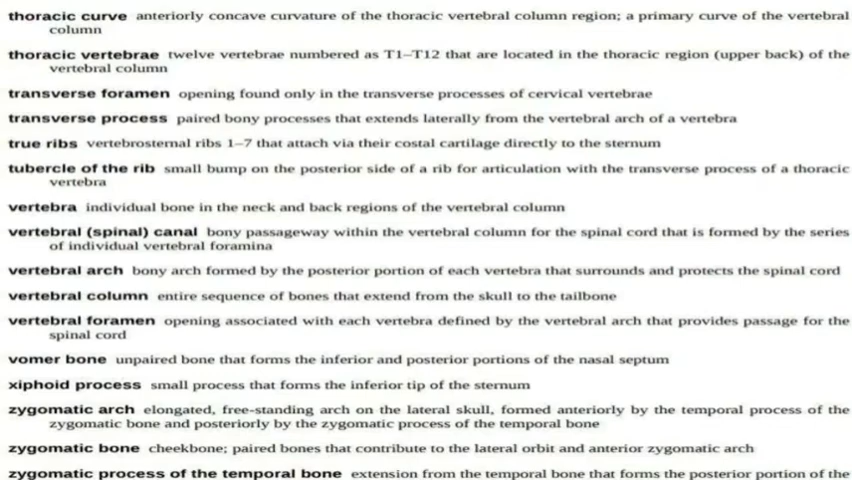 thoracic curve anteriorly concave curvature of the thoracic vertebral column region; a primary curve of the vertebral
column
thoracic vertebrae twelve vertebrae numbered as T1–T12 that are located in the thoracic region (upper back) of the
vertebral column
transverse foramen opening found only in the transverse processes of cervical vertebrae
transverse process paired bony processes that extends laterally from the vertebral arch of a vertebra
true ribs vertebrosternal ribs 1–7 that attach via their costal cartilage directly to the sternum
tubercle of the rib small bump on the posterior side of a rib for articulation with the transverse process of a thoracic
vertebra
vertebra individual bone in the neck and back regions of the vertebral column
vertebral (spinal) canal bony passageway within the vertebral column for the spinal cord that is formed by the series
of individual vertebral foramina
vertebral arch bony arch formed by the posterior portion of each vertebra that surrounds and protects the spinal cord
vertebral column entire sequence of bones that extend from the skull to the tailbone
vertebral foramen opening associated with each vertebra defined by the vertebral arch that provides passage for the
spinal cord
vomer bone unpaired bone that forms the inferior and posterior portions of the nasal septum
xiphoid process small process that forms the inferior tip of the sternum
zygomatic arch elongated, free-standing arch on the lateral skull, formed anteriorly by the temporal process of the
zygomatic bone and posteriorly by the zygomatic process of the temporal bone
zygomatic bone cheekbone; paired bones that contribute to the lateral orbit and anterior zygomatic arch
zygomatic process of the temporal bone extension from the temporal bone that forms the posterior portion of the